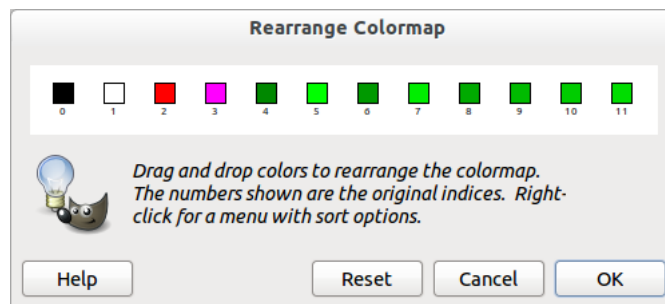 Rearrange Colormap
0 1 2 3 4 5 6 7 8 9 10 11
Drag and drop colors to rearrange the colormap.
The numbers shown are the original indices. Right-
click for a menu with sort options.
Help Reset Cancel OK